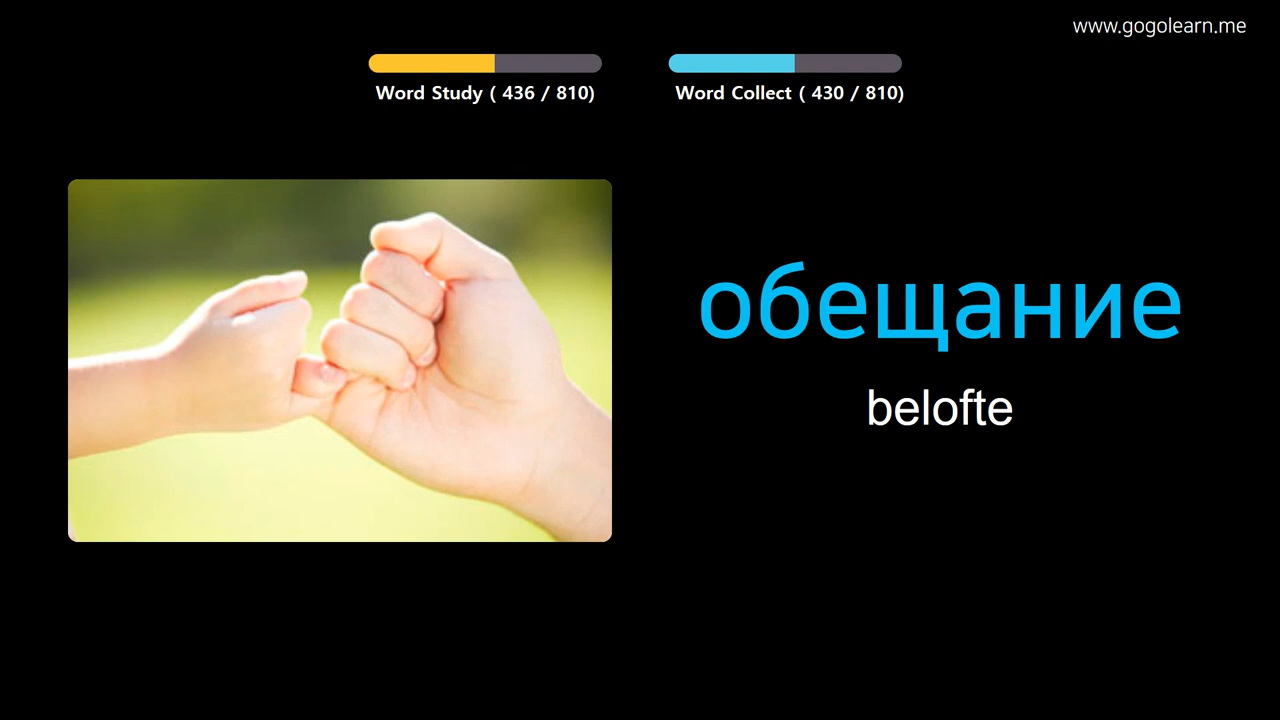 www.gogolearn.me
Word Study ( 436 / 810)
Word Collect ( 430 / 810)
обещание
belofte